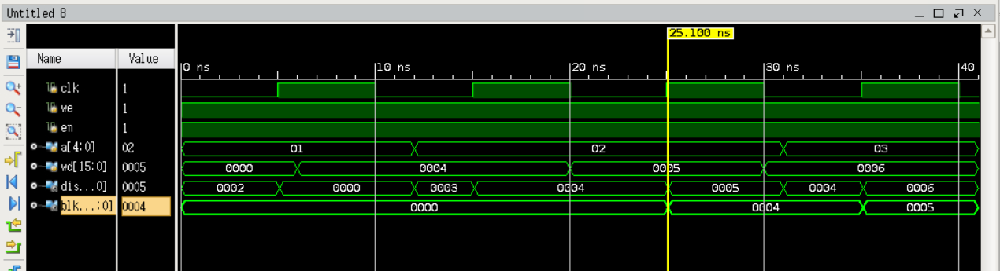 Untitled 8
25.100 ns
Name Value
0 ns 10 ns 20 ns 30 ns 40
clk 1
we 1
en 1
a[4:0] 02 01 02 03
wd[15:0] 0005 0000 0004 0005 0006
dis...0] 0005 0002 0000 0003 0004 0005 0004 0006
blk...:0] 0004 0000 0004 0005